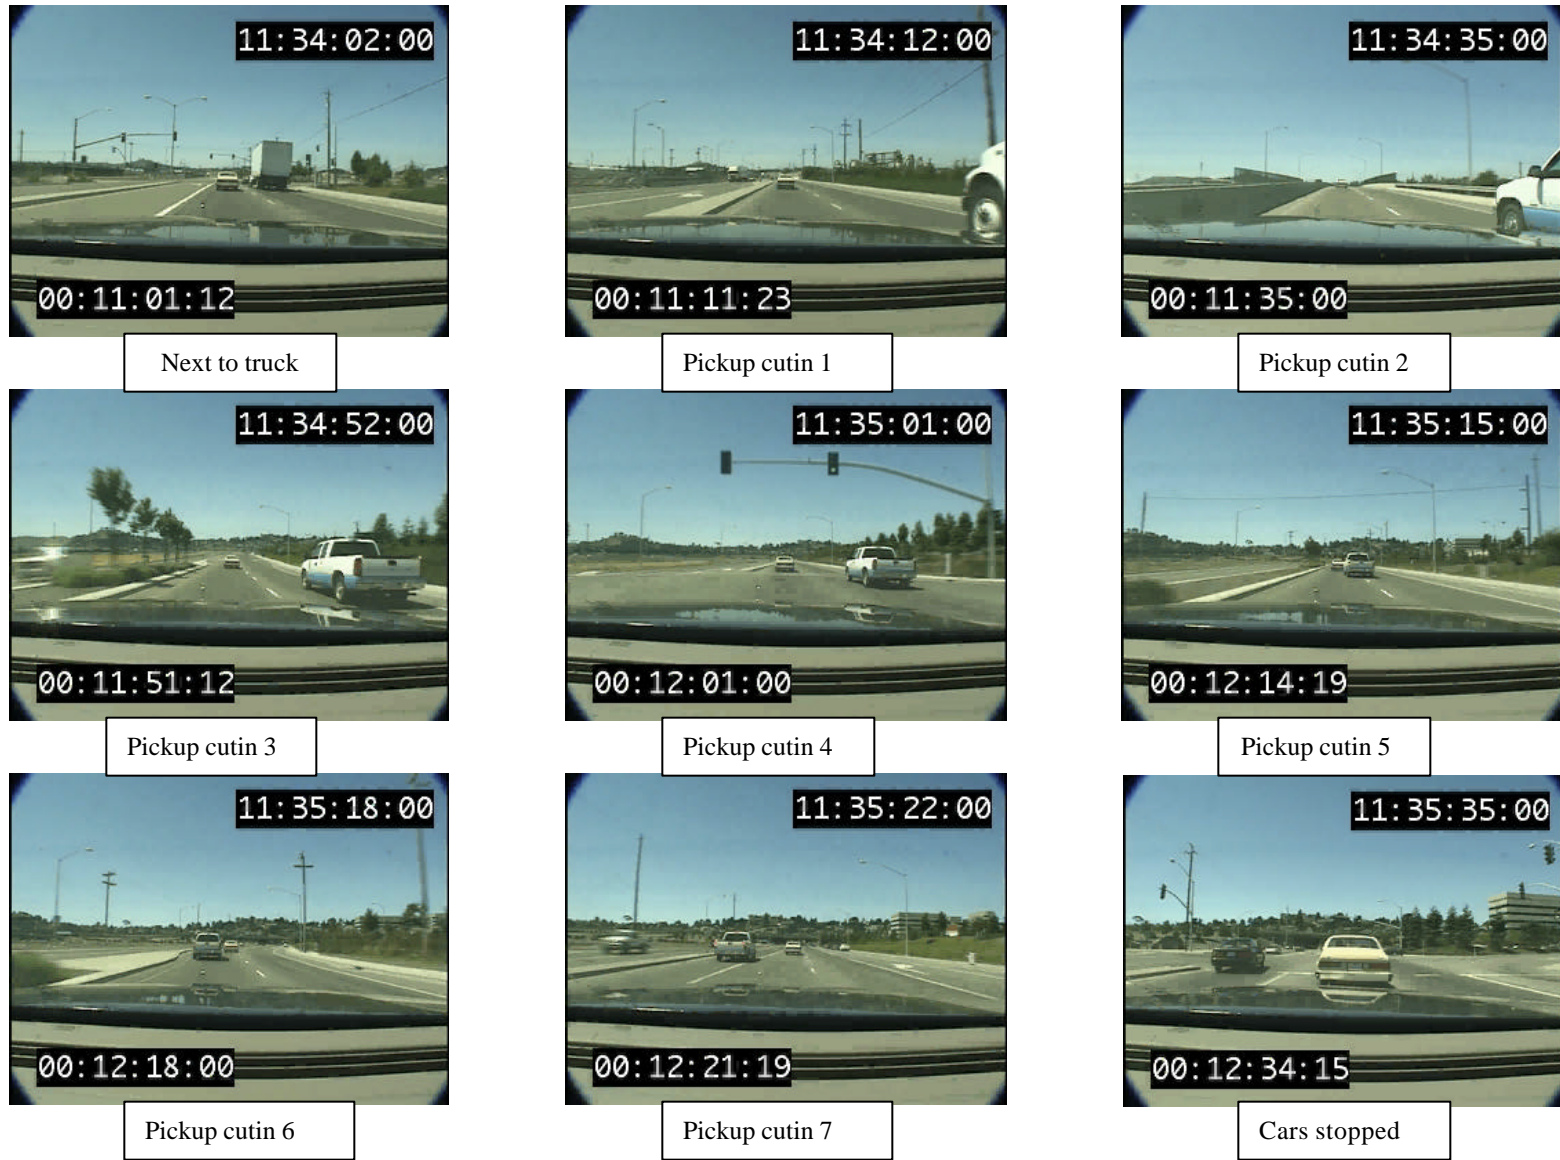 11:34:02:00
11:34:12:00
11:34:35:00
00:11:01:12
00:11:11:23
00:11:35:00
Next to truck
Pickup cutin 1
Pickup cutin 2
11:34:52:00
11:35:01:00
11:35:15:00
00:11:51:12
00:12:01:00
00:12:14:19
Pickup cutin 3
Pickup cutin 4
Pickup cutin 5
11:35:18:00
11:35:22:00
11:35:35:00
00:12:18:00
00:12:21:19
00:12:34:15
Pickup cutin 6
Pickup cutin 7
Cars stopped